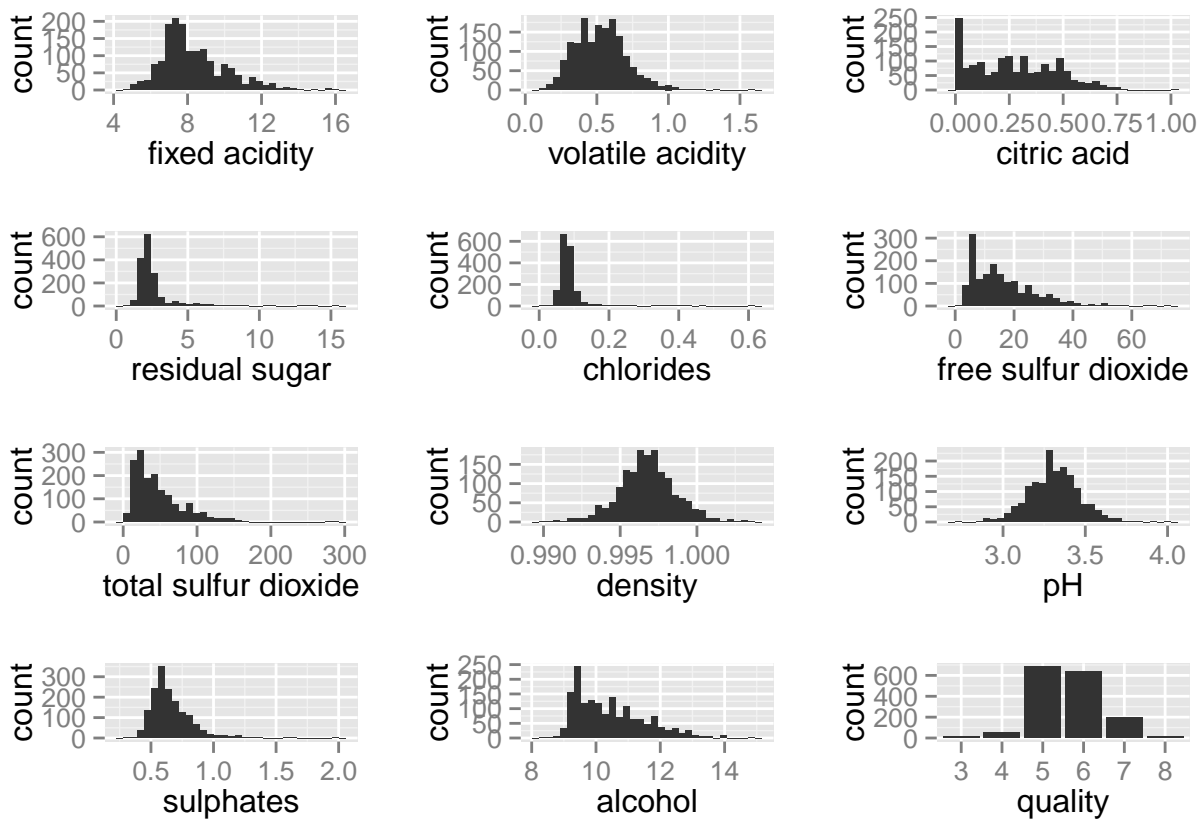 count
200
150
100
50
0
4 8 12 16
fixed acidity
count
150
100
50
0
0.0 0.5 1.0 1.5
volatile acidity
count
250
200
150
100
50
0
0.00 0.25 0.50 0.75 1.00
citric acid
count
600
400
200
0
0 5 10 15
residual sugar
count
600
400
200
0
0.0 0.2 0.4 0.6
chlorides
count
300
200
100
0
0 20 40 60
free sulfur dioxide
count
300
200
100
0
0 100 200 300
total sulfur dioxide
count
150
100
50
0
0.990 0.995 1.000
density
count
200
150
100
50
0
3.0 3.5 4.0
pH
count
300
200
100
0
0.5 1.0 1.5 2.0
sulphates
count
250
200
150
100
50
0
8 10 12 14
alcohol
count
600
400
200
0
3 4 5 6 7 8
quality